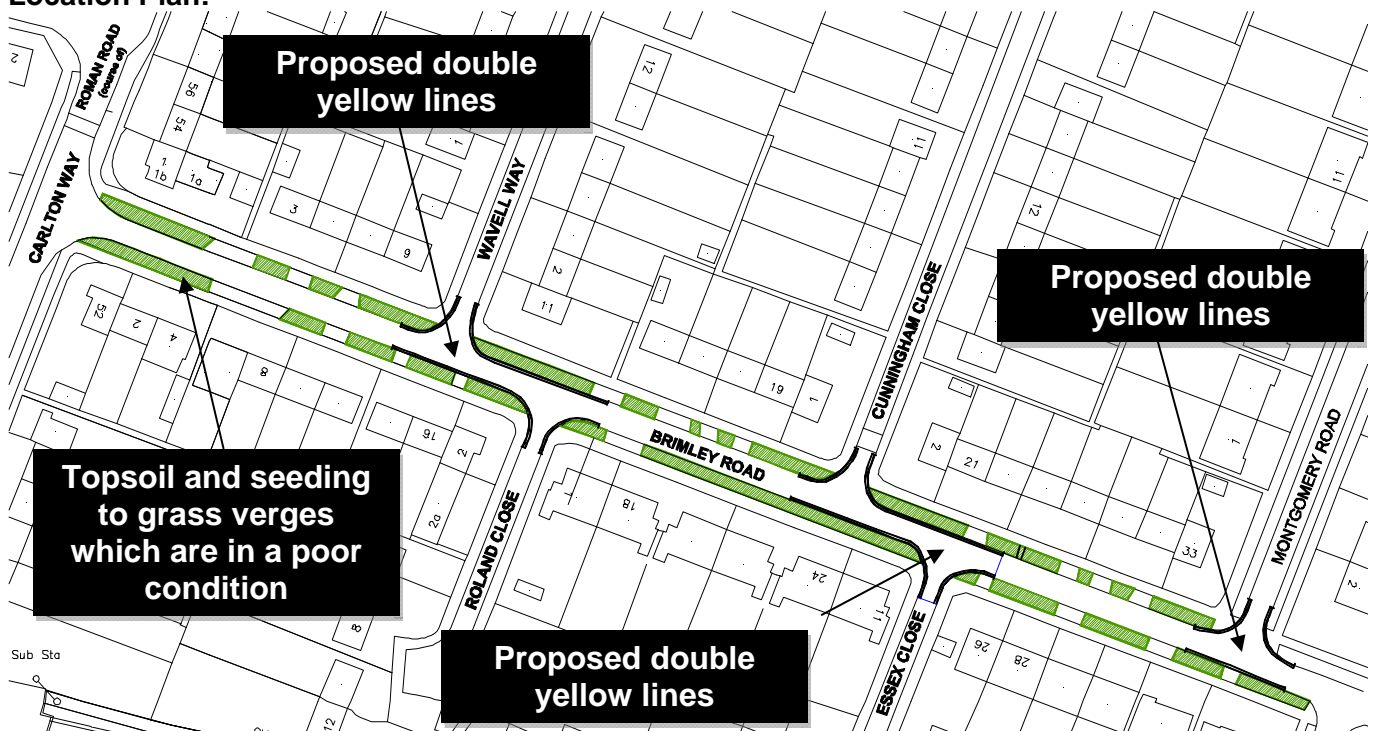 Location Plan:
ROMAN ROAD
(course of)
CARLTON WAY
Proposed double
yellow lines
WAVELL WAY
CUNNINGHAM CLOSE
Proposed double
yellow lines
MONTGOMERY ROAD
BRIMLEY ROAD
Topsoil and seeding
to grass verges
which are in a poor
condition
ROLAND CLOSE
Proposed double
yellow lines
ESSEX CLOSE
Sub Sta
2
56
54
1
1b
1a
3
9
1
12
2
11
11
12
11
52
2
4
8
16
2
2a
8
12
19
1
18
24
11
2
21
33
1
2
26
28